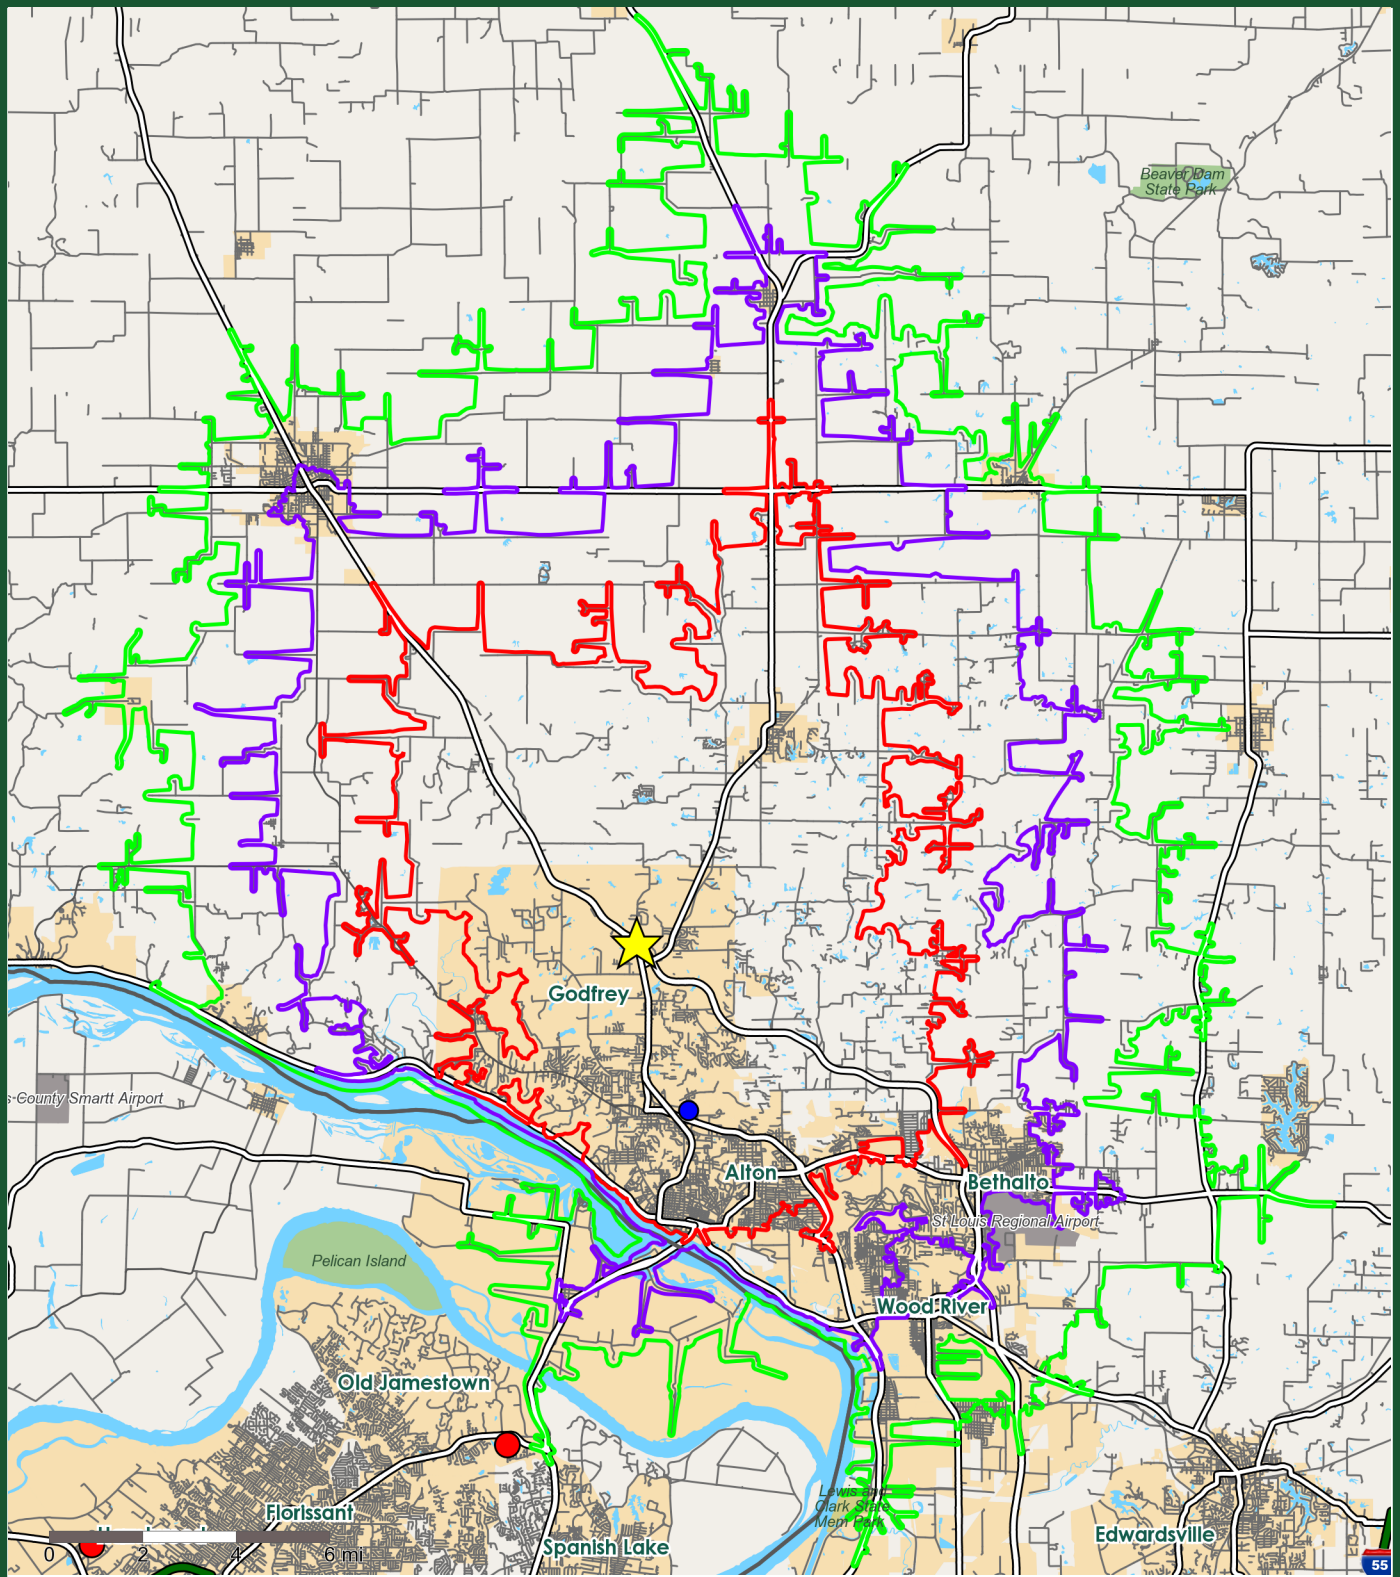 Beaver Dam
State Park
Godfrey
s County Smartt Airport
Alton
Bethalto
St Louis Regional Airport
Pelican Island
Wood River
Old Jamestown
Lewis and
Clark State
Mem Park
Florissant
Edwardsville
Spanish Lake
0 2 4 6 mi
55